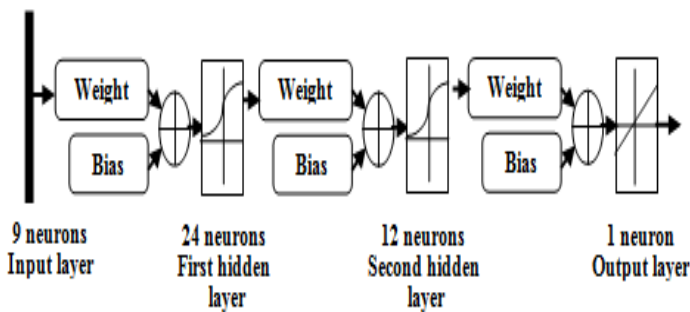 Weight
Weight
Weight
Bias
Bias
Bias
9 neurons
Input layer
24 neurons
First hidden
layer
12 neurons
Second hidden
layer
1 neuron
Output layer